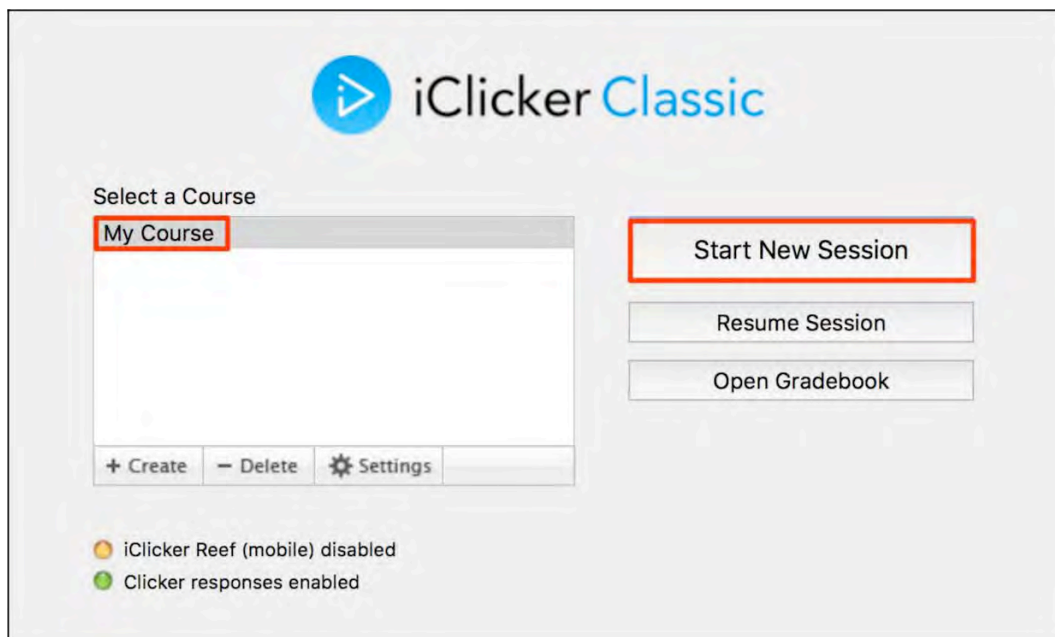 iClicker Classic
Select a Course
My Course
Start New Session
Resume Session
Open Gradebook
+ Create
− Delete
Settings
iClicker Reef (mobile) disabled
Clicker responses enabled